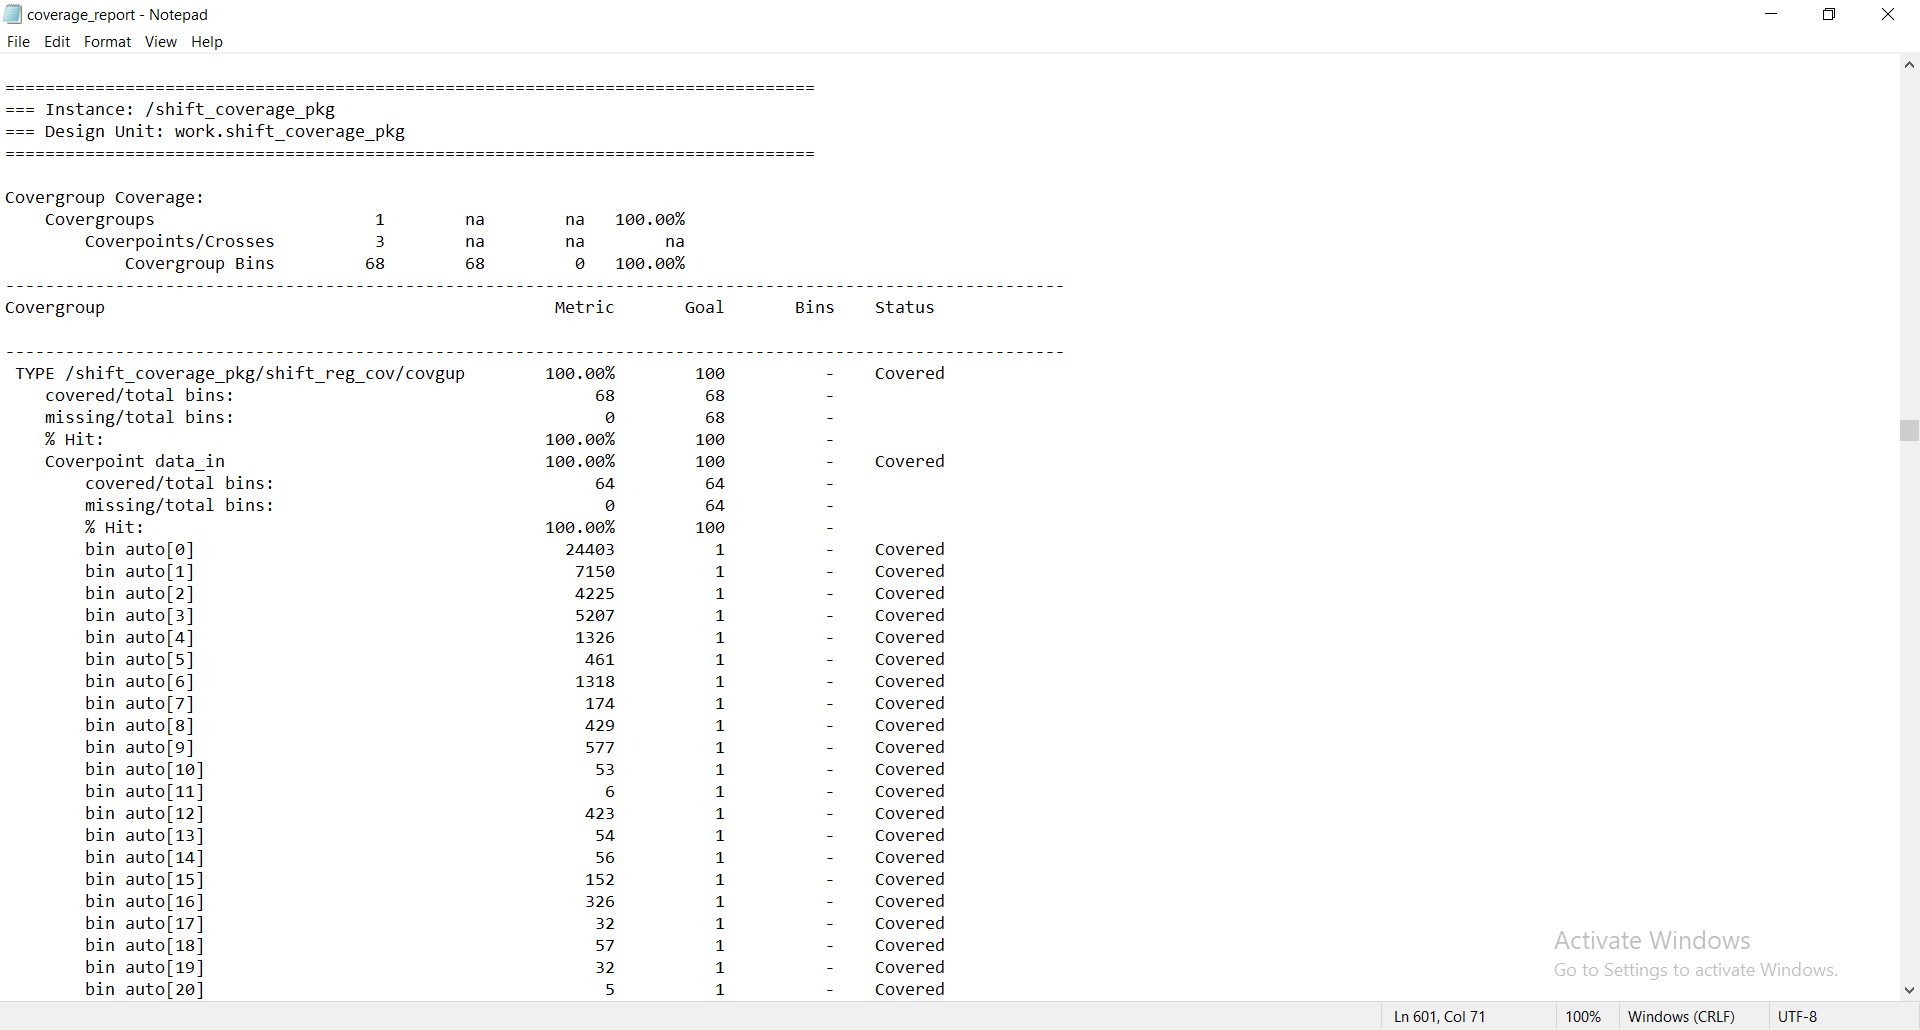 coverage_report - Notepad
File Edit Format View Help
=================================================================================
=== Instance: /shift_coverage_pkg
=== Design Unit: work.shift_coverage_pkg
=================================================================================
Covergroup Coverage:
Covergroups 1 na na 100.00%
Coverpoints/Crosses 3 na na na
Covergroup Bins 68 68 0 100.00%
----------------------------------------------------------------------------------------------------------
Covergroup Metric Goal Bins Status
----------------------------------------------------------------------------------------------------------
TYPE /shift_coverage_pkg/shift_reg_cov/covgup 100.00% 100 - Covered
covered/total bins: 68 68 -
missing/total bins: 0 68 -
% Hit: 100.00% 100 -
Coverpoint data_in 100.00% 100 - Covered
covered/total bins: 64 64 -
missing/total bins: 0 64 -
% Hit: 100.00% 100 -
bin auto[0] 24403 1 - Covered
bin auto[1] 7150 1 - Covered
bin auto[2] 4225 1 - Covered
bin auto[3] 5207 1 - Covered
bin auto[4] 1326 1 - Covered
bin auto[5] 461 1 - Covered
bin auto[6] 1318 1 - Covered
bin auto[7] 174 1 - Covered
bin auto[8] 429 1 - Covered
bin auto[9] 577 1 - Covered
bin auto[10] 53 1 - Covered
bin auto[11] 6 1 - Covered
bin auto[12] 423 1 - Covered
bin auto[13] 54 1 - Covered
bin auto[14] 56 1 - Covered
bin auto[15] 152 1 - Covered
bin auto[16] 326 1 - Covered
bin auto[17] 32 1 - Covered
bin auto[18] 57 1 - Covered
bin auto[19] 32 1 - Covered
bin auto[20] 5 1 - Covered
Activate Windows
Go to Settings to activate Windows.
Ln 601, Col 71 100% Windows (CRLF) UTF-8